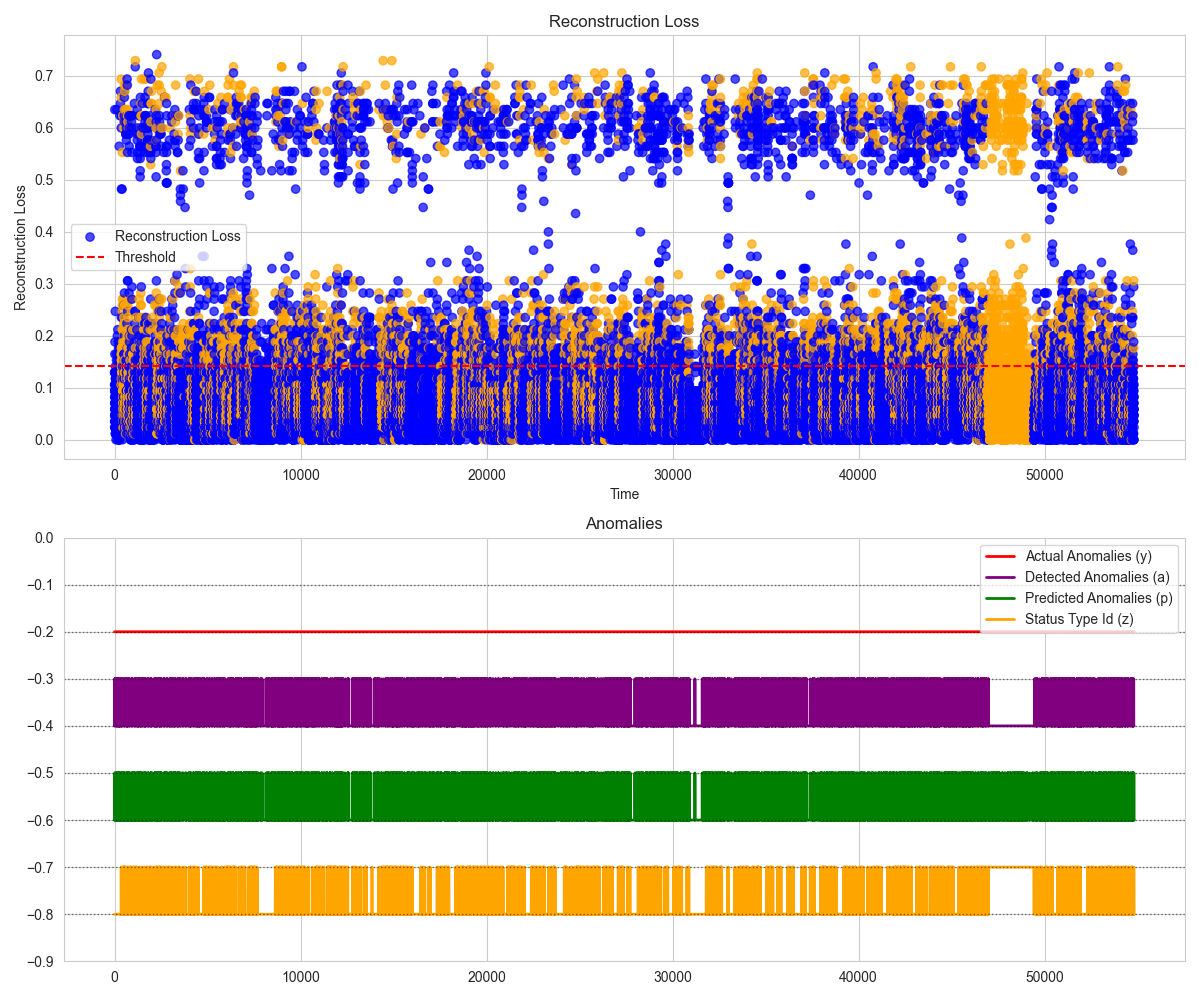 Reconstruction Loss
Reconstruction Loss
0.7
0.6
0.5
0.4
0.3
0.2
0.1
0.0
Reconstruction Loss
Threshold
0 10000 20000 30000 40000 50000
Time
Anomalies
0.0
−0.1
−0.2
−0.3
−0.4
−0.5
−0.6
−0.7
−0.8
−0.9
Actual Anomalies (y)
Detected Anomalies (a)
Predicted Anomalies (p)
Status Type Id (z)
0 10000 20000 30000 40000 50000